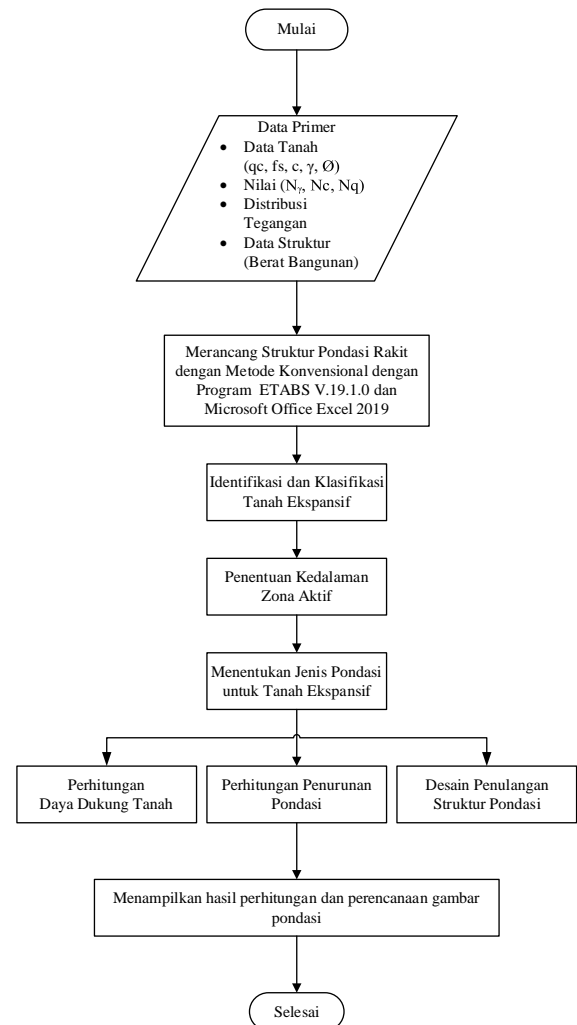 Mulai
Data Primer
• Data Tanah
(qc, fs, c, γ, Ø)
• Nilai (Nᵧ, Nc, Nq)
• Distribusi
Tegangan
• Data Struktur
(Berat Bangunan)
Merancang Struktur Pondasi Rakit
dengan Metode Konvensional dengan
Program ETABS V.19.1.0 dan
Microsoft Office Excel 2019
Identifikasi dan Klasifikasi
Tanah Ekspansif
Penentuan Kedalaman
Zona Aktif
Menentukan Jenis Pondasi
untuk Tanah Ekspansif
Perhitungan
Daya Dukung Tanah
Perhitungan Penurunan
Pondasi
Desain Penulangan
Struktur Pondasi
Menampilkan hasil perhitungan dan perencanaan gambar
pondasi
Selesai